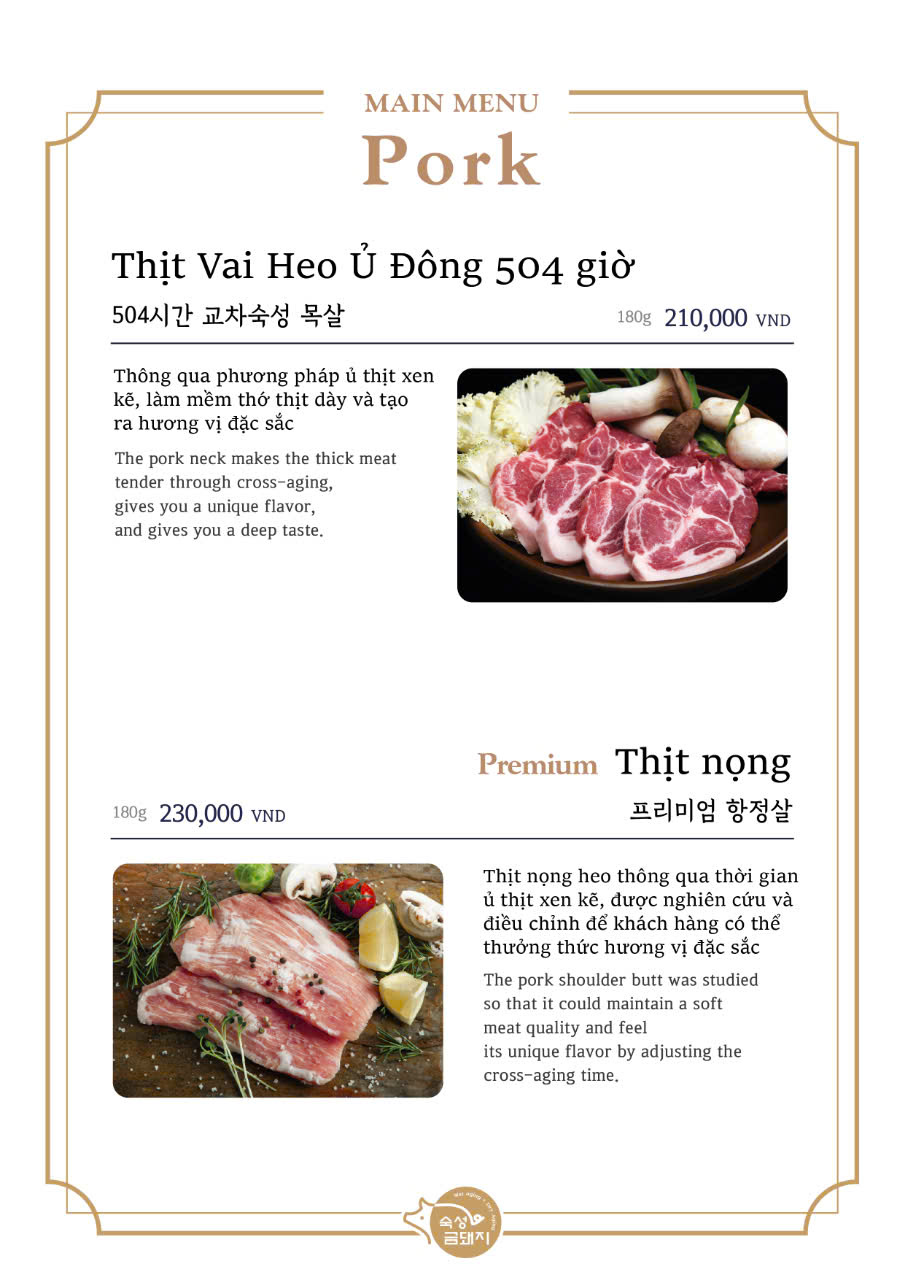 MAIN MENU
Pork
Thịt Vai Heo Ủ Đông 504 giờ
504시간 교차숙성 목살
180g 210,000 VND
Thông qua phương pháp ủ thịt xen
kẽ, làm mềm thớ thịt dày và tạo
ra hương vị đặc sắc
The pork neck makes the thick meat
tender through cross-aging,
gives you a unique flavor,
and gives you a deep taste.
Premium Thịt nọng
180g 230,000 VND
프리미엄 항정살
Thịt nọng heo thông qua thời gian
ủ thịt xen kẽ, được nghiên cứu và
điều chỉnh để khách hàng có thể
thưởng thức hương vị đặc sắc
The pork shoulder butt was studied
so that it could maintain a soft
meat quality and feel
its unique flavor by adjusting the
cross-aging time.
Wet Aging + Dry Aging
숙성
금돼지